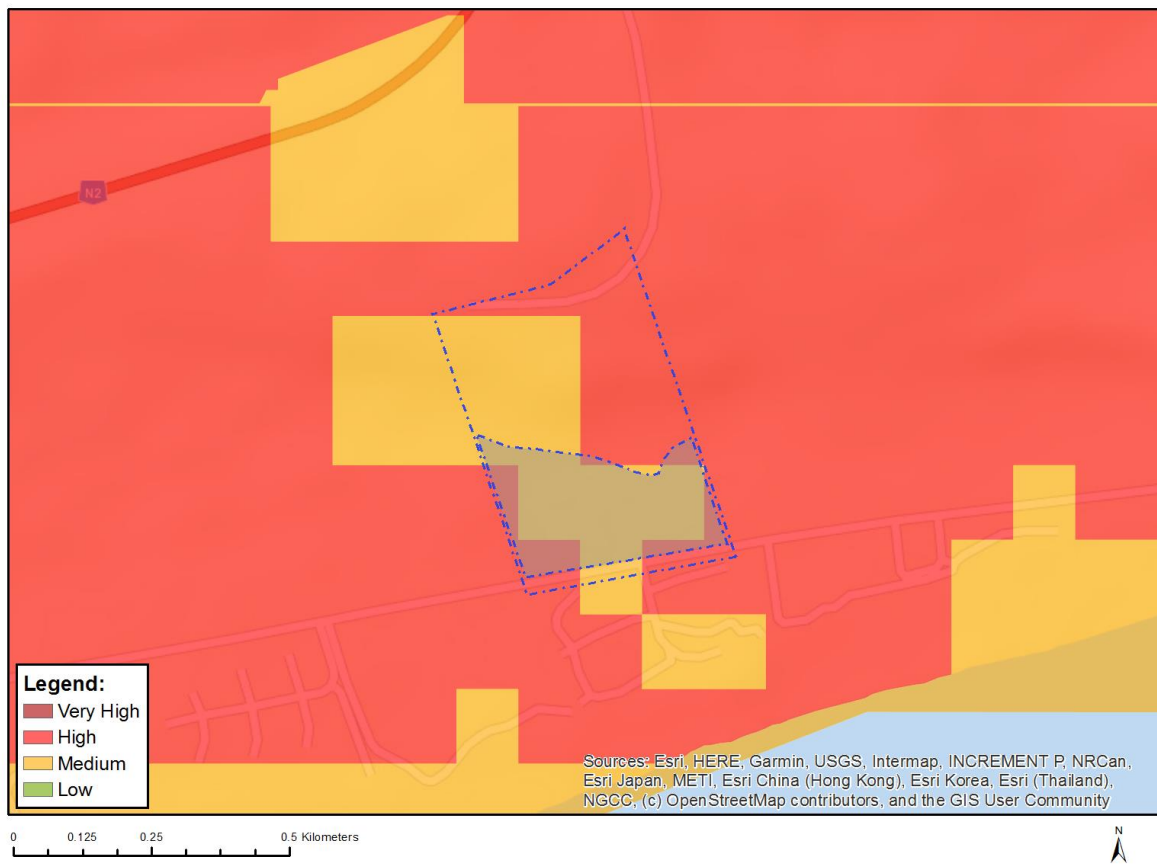 N2
Legend:
Very High
High
Medium
Low
Sources: Esri, HERE, Garmin, USGS, Intermap, INCREMENT P, NRCan,
Esri Japan, METI, Esri China (Hong Kong), Esri Korea, Esri (Thailand),
NGCC, (c) OpenStreetMap contributors, and the GIS User Community
0 0.125 0.25 0.5 Kilometers
N